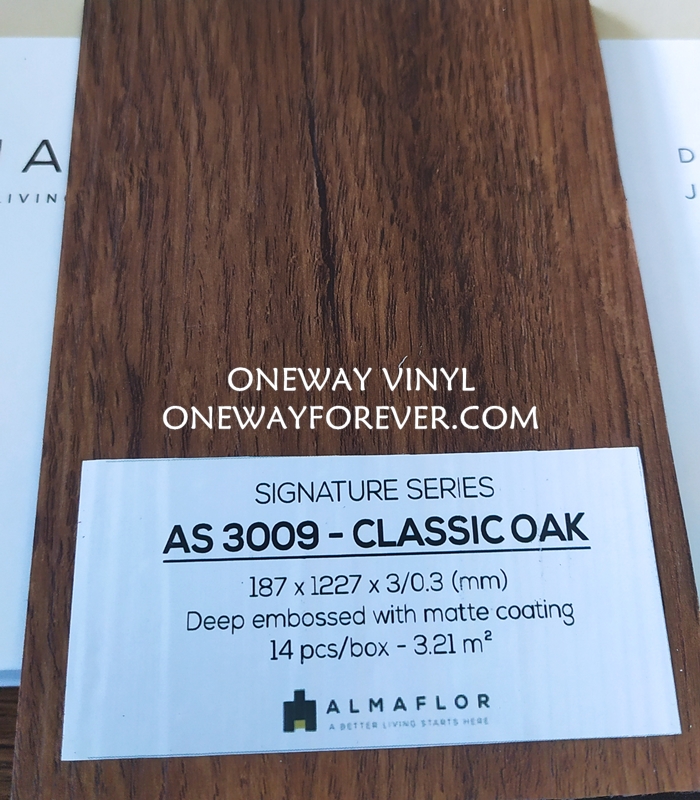 A
LIVIN
D
J
ONEWAY VINYL
ONEWAYFOREVER.COM
SIGNATURE SERIES
AS 3009 - CLASSIC OAK
187 x 1227 x 3/0.3 (mm)
Deep embossed with matte coating
14 pcs/box - 3.21 m²
ALMAFLOR
A BETTER LIVING STARTS HERE